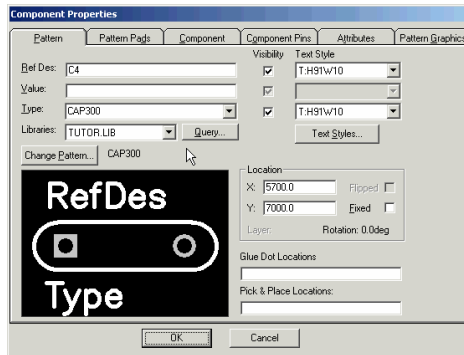 Component Properties
Pattern Pattern Pads Component Component Pins Attributes Pattern Graphics
Visibility Text Style
Ref Des: C4 T:H91W10
Value:
Type: CAP300 T:H91W10
Libraries: TUTOR.LIB Query... Text Styles...
Change Pattern... CAP300
Location
X: 5700.0 Flipped
Y: 7000.0 Fixed
Layer: Rotation: 0.0deg
RefDes
Type
Glue Dot Locations
Pick & Place Locations:
OK Cancel